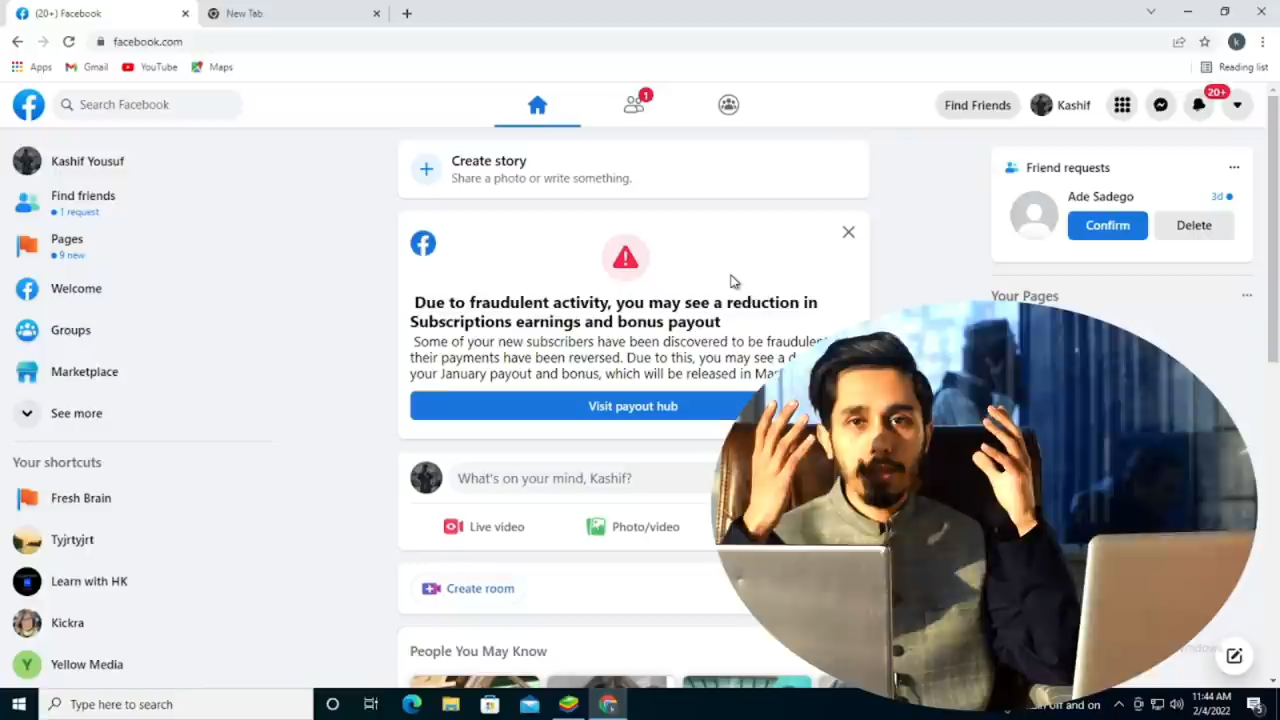 (20+) Facebook
New Tab
facebook.com
Apps
Gmail
YouTube
Maps
Reading list
Search Facebook
1
Find Friends
Kashif
20+
Kashif Yousuf
Find friends
1 request
Pages
9 new
Welcome
Groups
Marketplace
See more
Your shortcuts
Fresh Brain
Tyjrtyjrt
Learn with HK
Kickra
Y
Yellow Media
Create story
Share a photo or write something.
Due to fraudulent activity, you may see a reduction in
Subscriptions earnings and bonus payout
Some of your new subscribers have been discovered to be fraudulent
their payments have been reversed. Due to this, you may see a
your January payout and bonus, which will be released in
Visit payout hub
What's on your mind, Kashif?
Live video
Photo/video
Create room
People You May Know
Friend requests
Ade Sadego
3d
Confirm
Delete
Your Pages
k
Type here to search
off and on
11:44 AM
2/4/2022
5